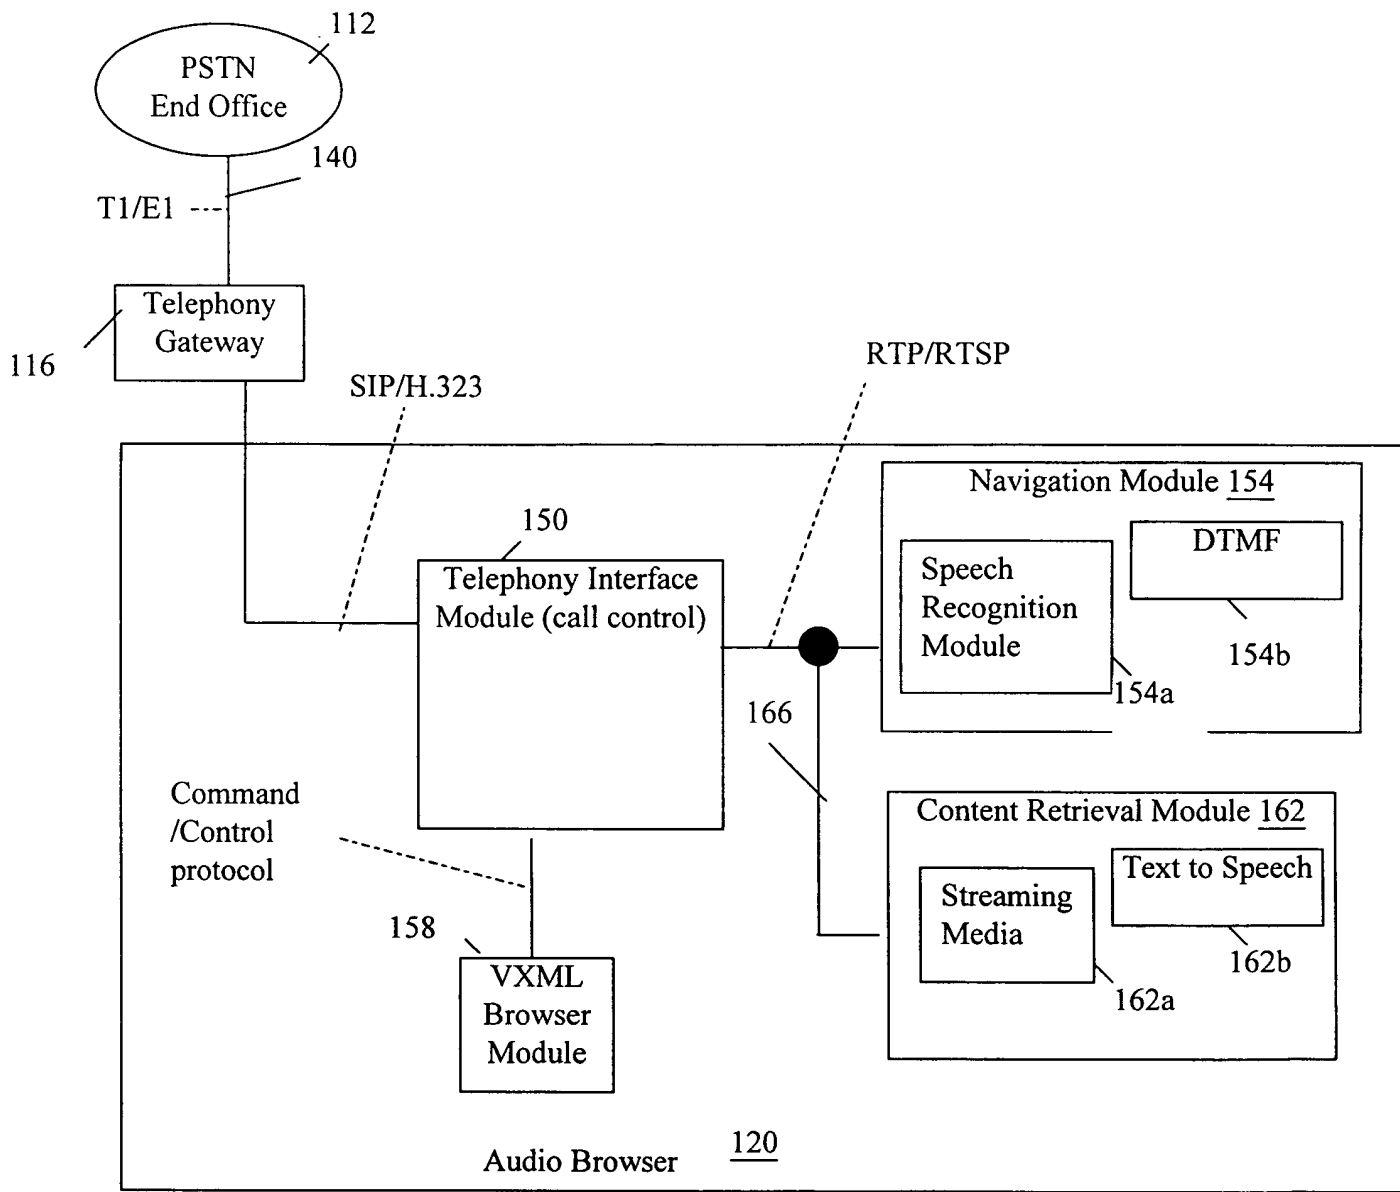 112
PSTN
End Office
140
T1/E1
Telephony
Gateway
116
RTP/RTSP
SIP/H.323
Navigation Module 154
150
DTMF
Telephony Interface
Module (call control)
Speech
Recognition
Module
154b
154a
166
Command
/Control
protocol
Content Retrieval Module 162
Text to Speech
Streaming
Media
158
162b
162a
VXML
Browser
Module
120
Audio Browser